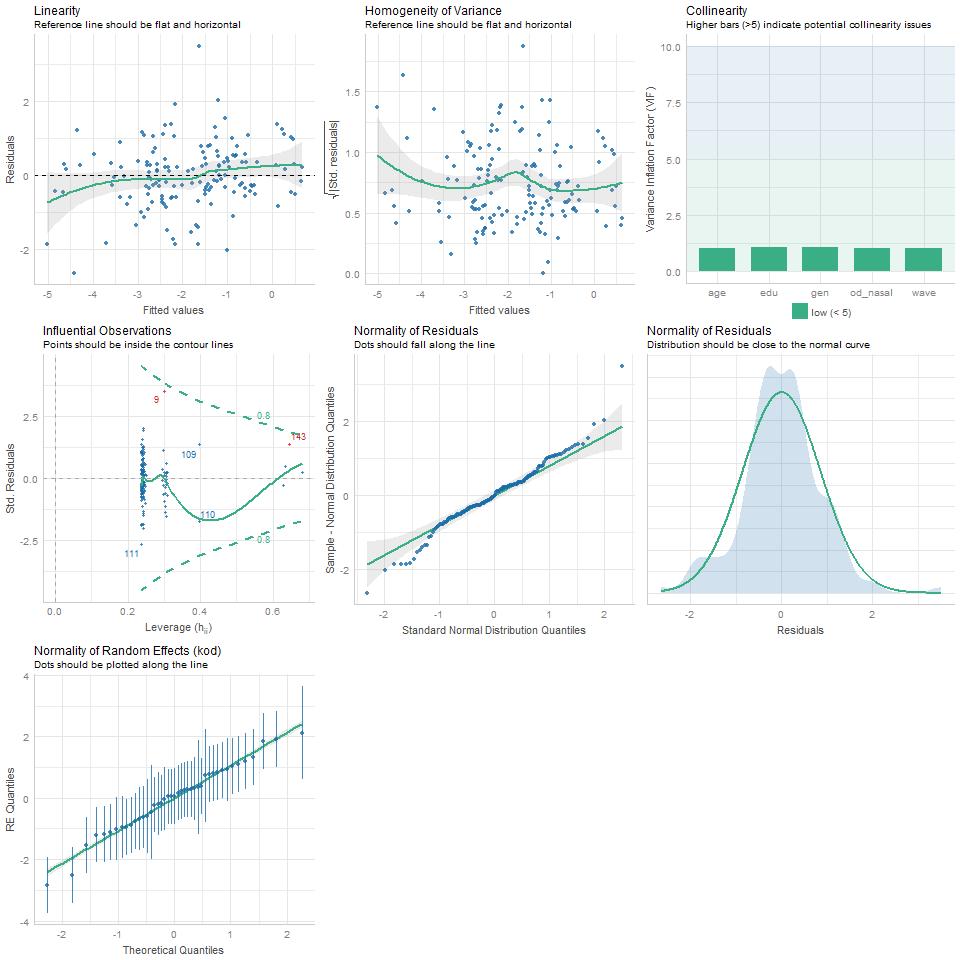 Linearity
Reference line should be flat and horizontal
Residuals
2
0
-2
-5
-4
-3
-2
-1
0
Fitted values
Homogeneity of Variance
Reference line should be flat and horizontal
√|Std. residuals|
1.5
1.0
0.5
0.0
-5
-4
-3
-2
-1
0
Fitted values
Collinearity
Higher bars (>5) indicate potential collinearity issues
Variance Inflation Factor (VIF)
10.0
7.5
5.0
2.5
0.0
age
edu
gen
od_nasal
wave
low (< 5)
Influential Observations
Points should be inside the contour lines
Std. Residuals
2.5
0.0
-2.5
9
0.8
143
109
110
111
0.8
0.0
0.2
0.4
0.6
Leverage (hii)
Normality of Residuals
Dots should fall along the line
Sample - Normal Distribution Quantiles
2
0
-2
-2
-1
0
1
2
Standard Normal Distribution Quantiles
Normality of Residuals
Distribution should be close to the normal curve
-2
0
2
Residuals
Normality of Random Effects (kod)
Dots should be plotted along the line
RE Quantiles
4
2
0
-2
-4
-2
-1
0
1
2
Theoretical Quantiles